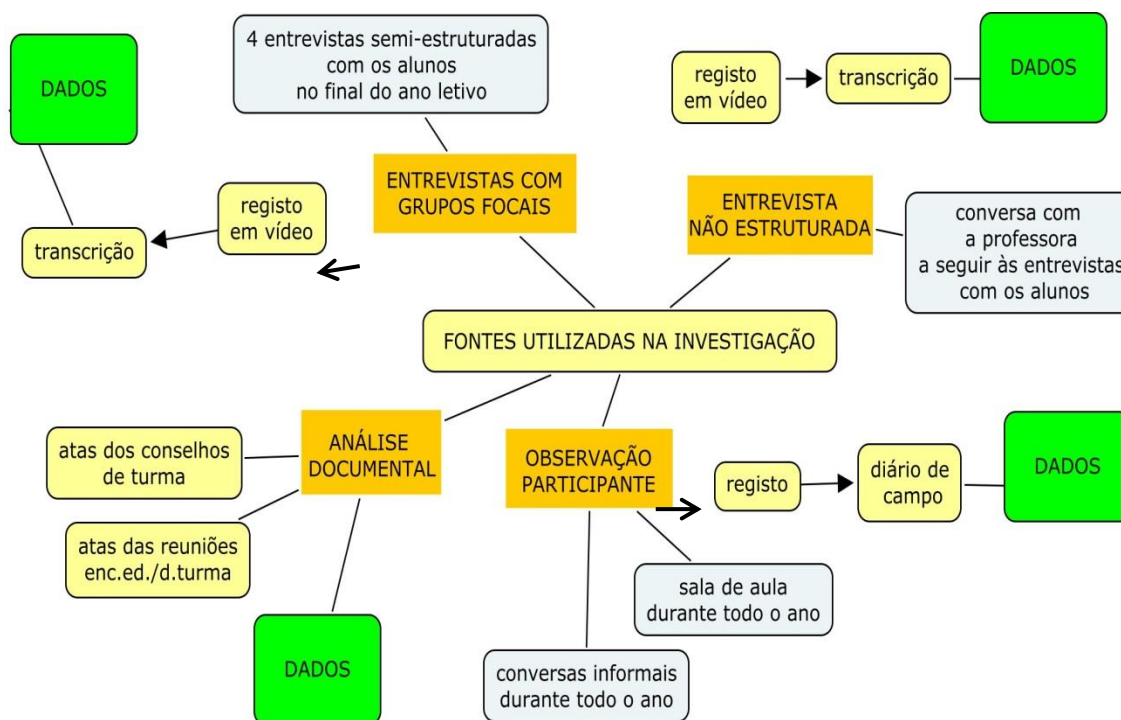 DADOS
4 entrevistas semi-estruturadas
com os alunos
no final do ano letivo
registo
em vídeo
transcrição
DADOS
ENTREVISTAS COM
GRUPOS FOCAIS
ENTREVISTA
NÃO ESTRUTURADA
registo
em vídeo
transcrição
conversa com
a professora
a seguir às entrevistas
com os alunos
FONTES UTILIZADAS NA INVESTIGAÇÃO
ANÁLISE
DOCUMENTAL
atas dos conselhos
de turma
atas das reuniões
enc.ed./d.turma
DADOS
OBSERVAÇÃO
PARTICIPANTE
registo
diário de
campo
DADOS
sala de aula
durante todo o ano
conversas informais
durante todo o ano